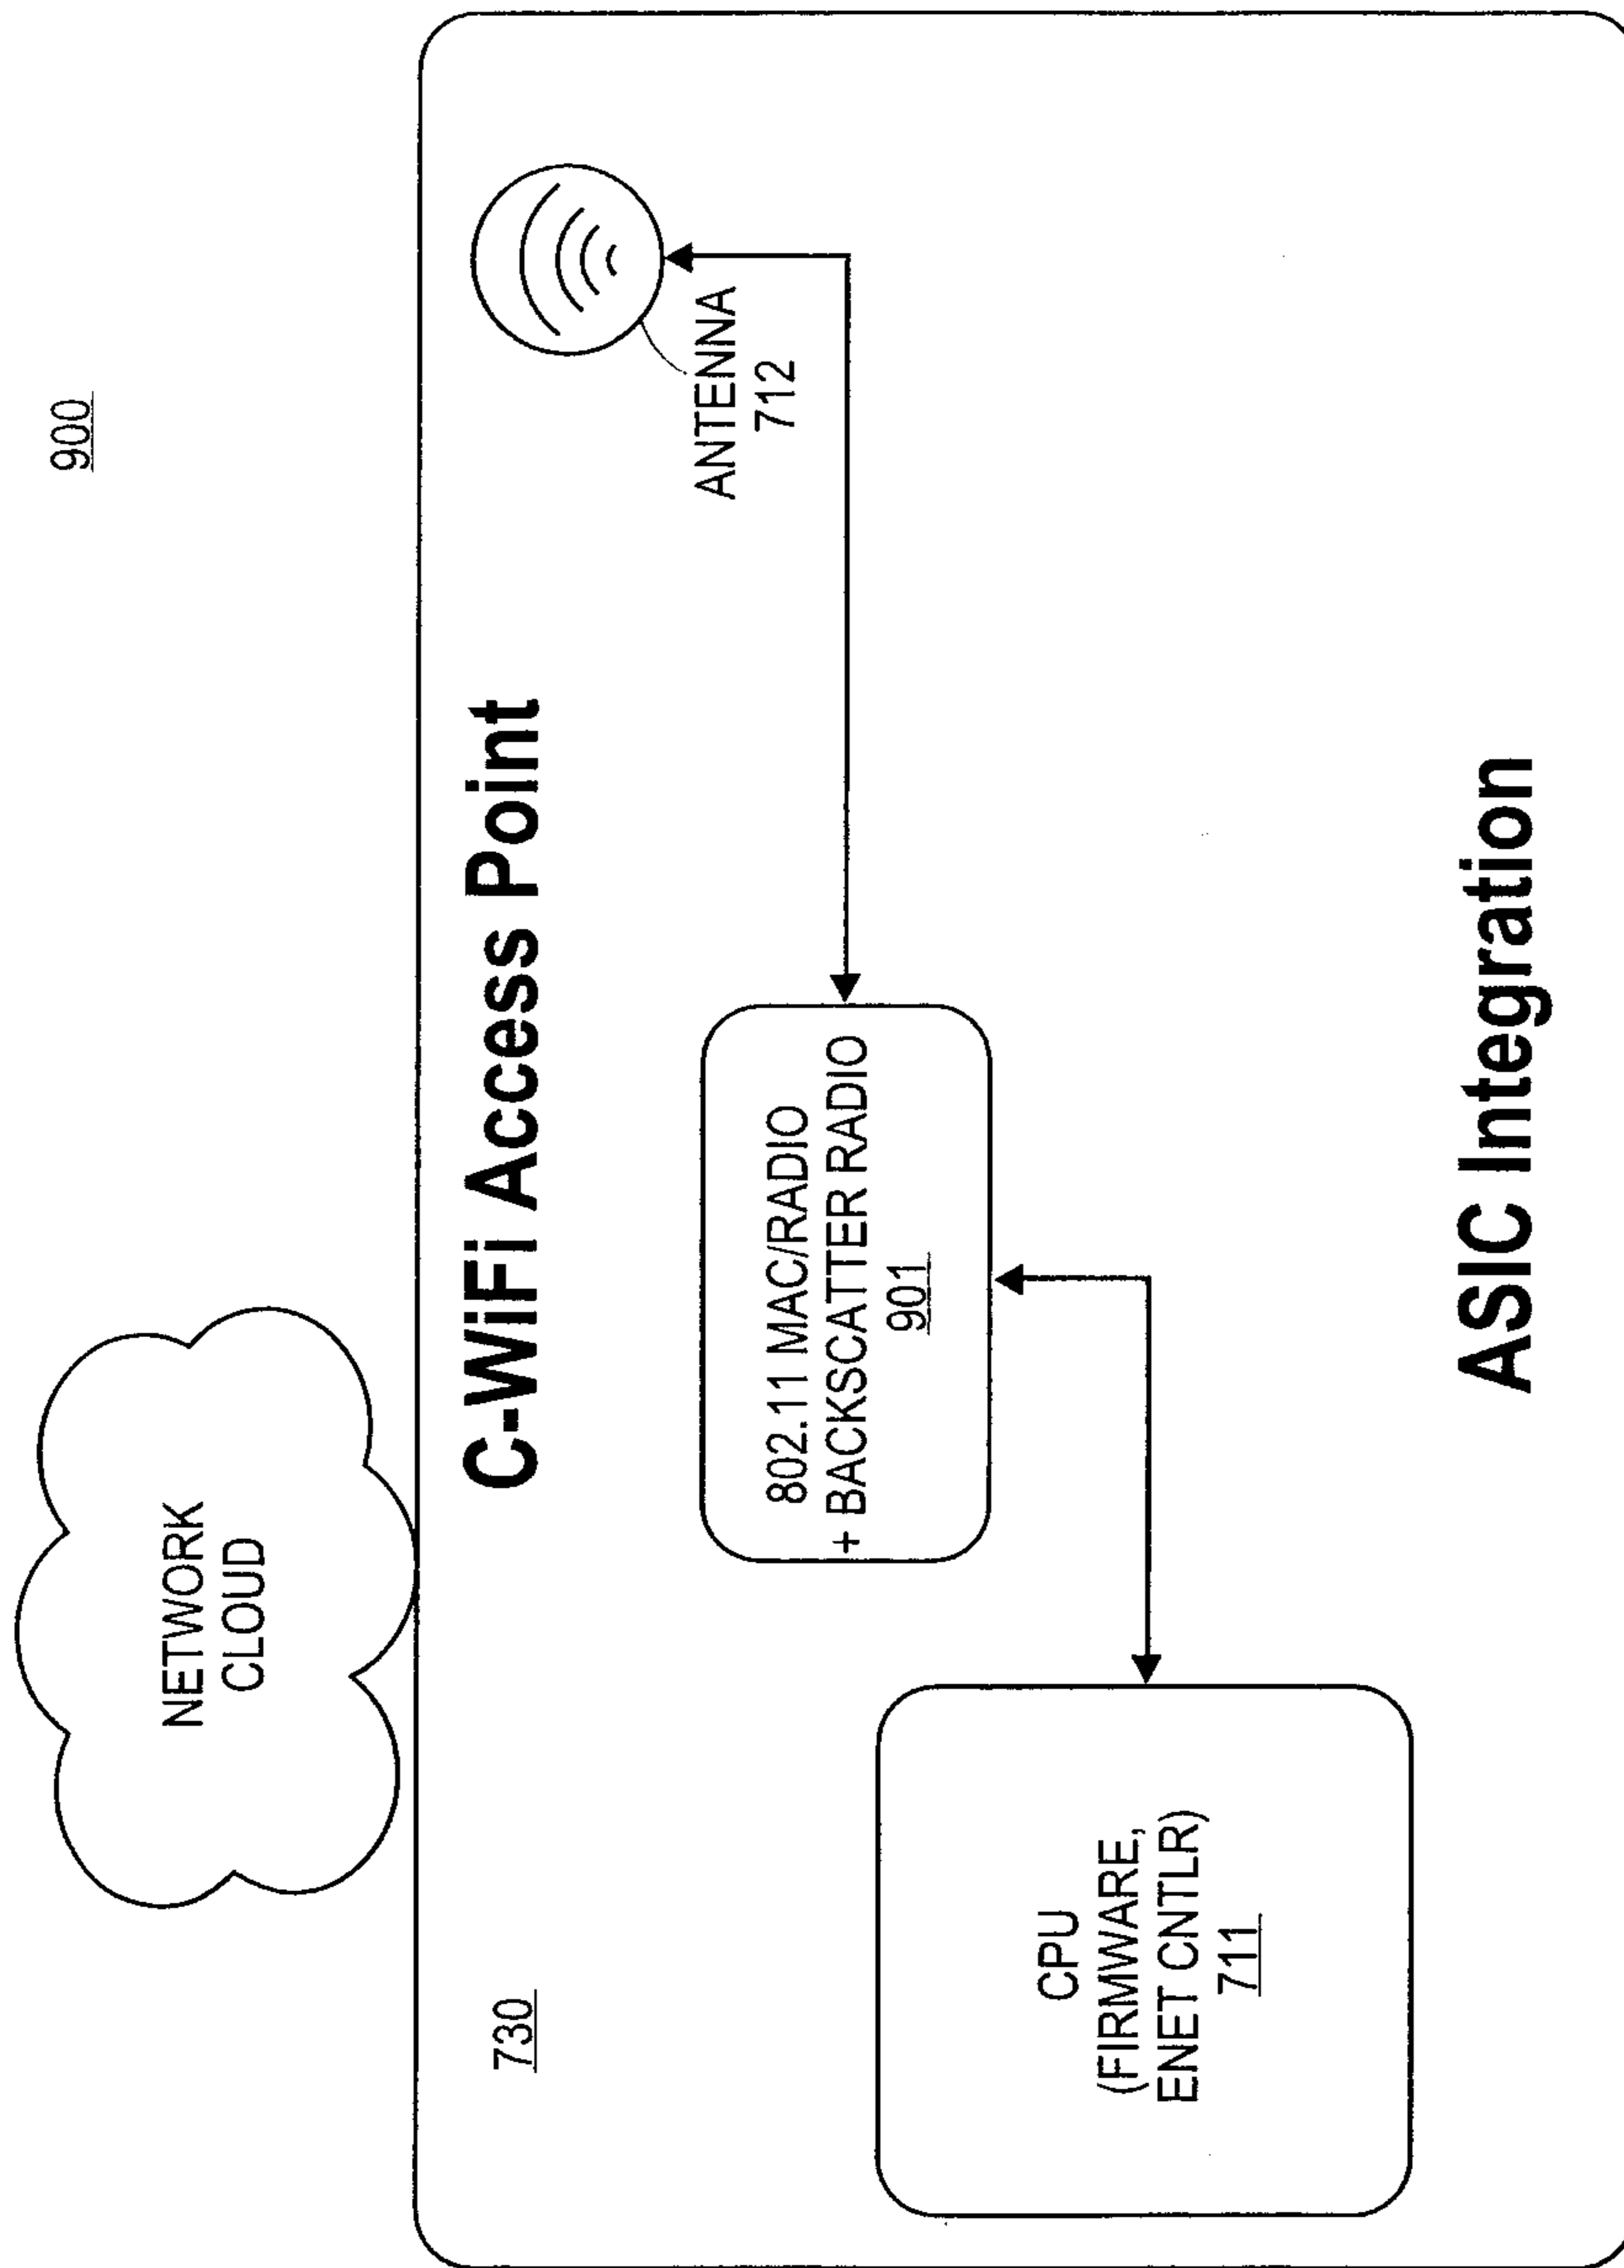 900
NETWORK
CLOUD
730
C-WiFi Access Point
ANTENNA
712
802.11 MAC/RADIO
+ BACKSCATTER RADIO
901
CPU
(FIRMWARE,
ENET CNTLR)
711
ASIC Integration